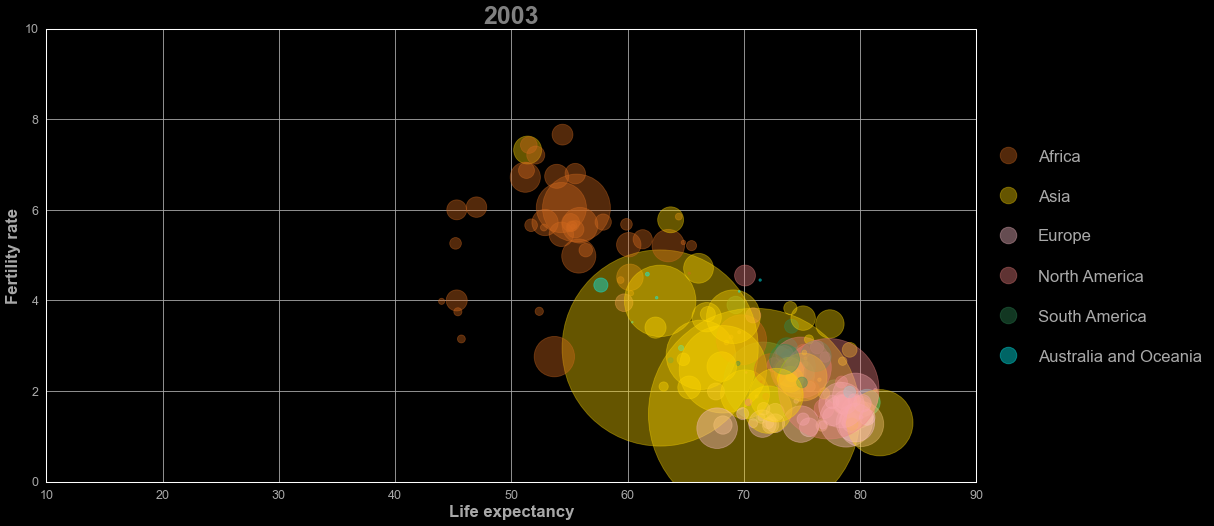 2003
10
8
6
4
2
0
Fertility rate
10 20 30 40 50 60 70 80 90
Life expectancy
Africa
Asia
Europe
North America
South America
Australia and Oceania